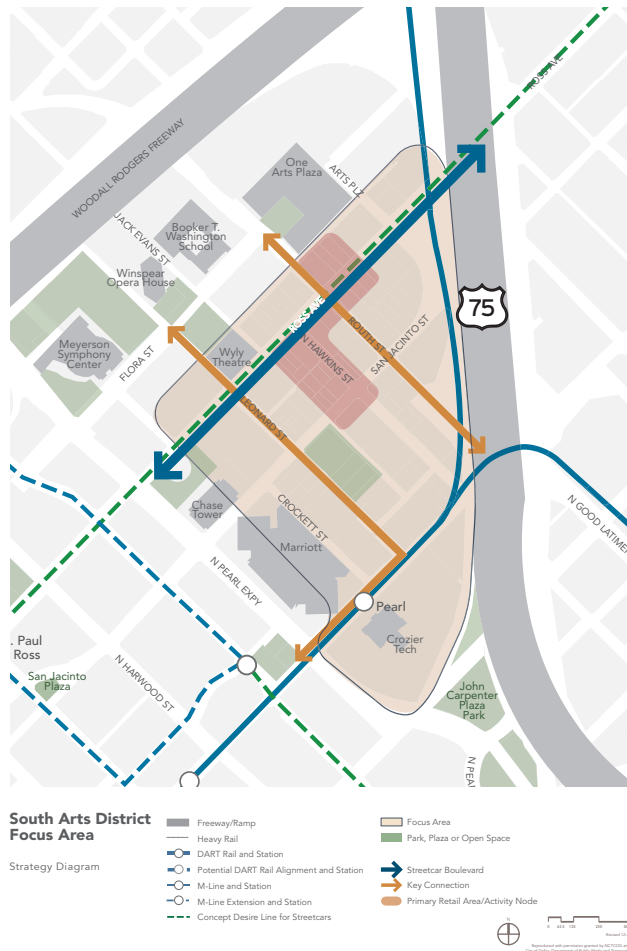 ROSS AVE
WOODALL RODGERS FREEWAY
One
Arts Plaza
ARTS PLZ
Booker T.
Washington
School
JACK EVANS ST
Winspear
Opera House
75
Meyerson
Symphony
Center
FLORA ST
Wyly
Theatre
ROSS AVE
ROUTH ST
SAN JACINTO ST
N HAWKINS ST
LEONARD ST
Chase
Tower
CROCKETT ST
Marriott
N GOOD LATIMER
N PEARL EXPY
Pearl
Crozier
Tech
. Paul
Ross
San Jacinto
Plaza
N HARWOOD ST
John
Carpenter
Plaza
Park
N PEA
South Arts District
Focus Area
Strategy Diagram
Freeway/Ramp
Heavy Rail
DART Rail and Station
Potential DART Rail Alignment and Station
M-Line and Station
M-Line Extension and Station
Concept Desire Line for Streetcars
Focus Area
Park, Plaza or Open Space
Streetcar Boulevard
Key Connection
Primary Retail Area/Activity Node
N